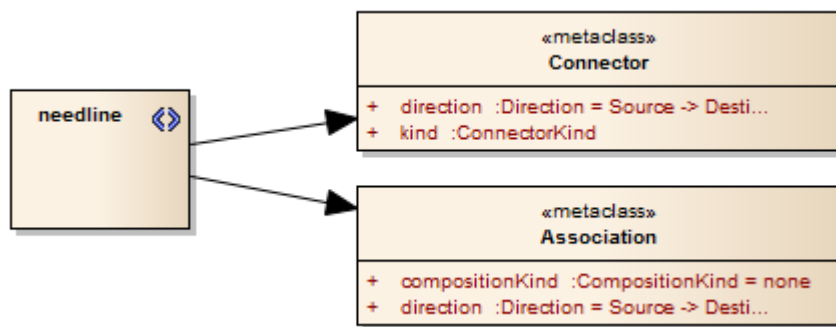 «metaclass»
Connector
+ direction :Direction = Source -> Desti...
+ kind :ConnectorKind
needline
«metaclass»
Association
+ compositionKind :CompositionKind = none
+ direction :Direction = Source -> Desti...